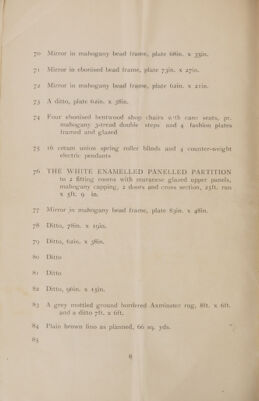 70 Mirror in mahogany bead frame, plate 68in. x 33in.
71 Mirror in ebonised bead frame, plate 73in. x 27in.
72 Mirror in mahogany bead frame, plate 62in. x 21in.
73 A ditto, plate 62in. x 38in.
74 Four ebonised bentwood shop chairs with cane seats, pr.
mahogany 3-tread double steps and 4 fashion plates
framed and glazed
75 16 return union spring roller blinds and 4 counter-weight
electric pendants
76 THE WHITE ENAMELLED PANELLED PARTITION
to 2 fitting rooms with muranese glazed upper panels,
mahogany capping, 2 doors and cross section, 23ft. run
x 5ft. 9 in.
77 Mirror in mahogany bead frame, plate 83in. x 48in.
78 Ditto, 78in. x 19in.
79 Ditto, 62in. x 38in.
80 Ditto
81 Ditto
82 Ditto, 96in. x 15in.
83 A grey mottled ground bordered Axminster rug, 8ft. x 6ft.
and a ditto 7ft. x 6ft.
84 Plain brown lino as planned, 66 sq. yds.
85